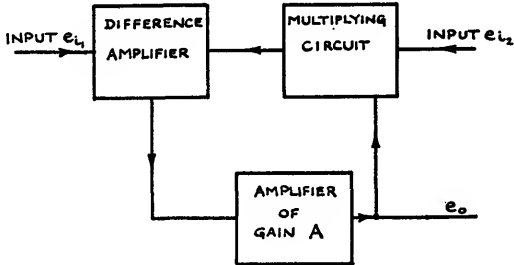 INPUT ei1
DIFFERENCE
AMPLIFIER
MULTIPLYING
CIRCUIT
INPUT ei2
AMPLIFIER
OF
GAIN A
eo